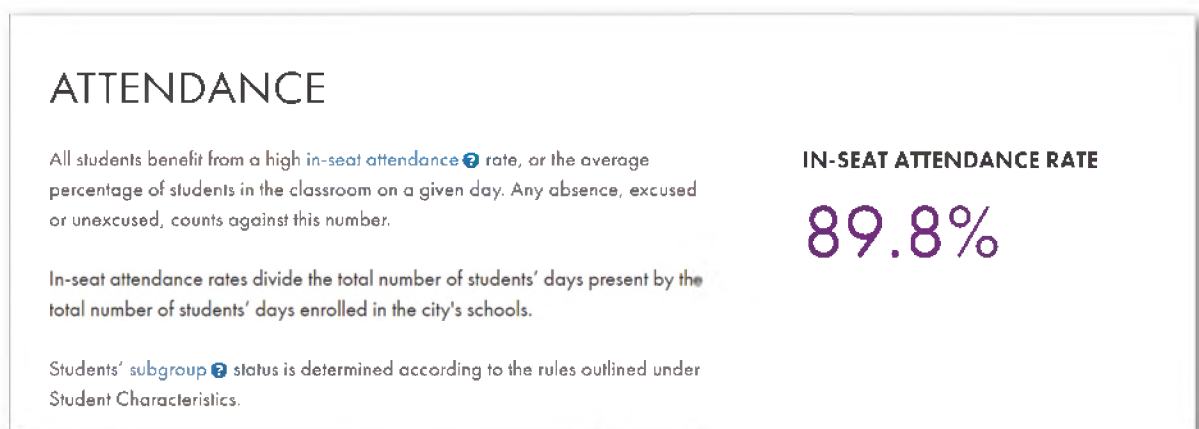 ATTENDANCE
All students benefit from a high in-seat attendance ? rate, or the average
percentage of students in the classroom on a given day. Any absence, excused
or unexcused, counts against this number.
In-seat attendance rates divide the total number of students’ days present by the
total number of students’ days enrolled in the city's schools.
Students’ subgroup ? status is determined according to the rules outlined under
Student Characteristics.
IN-SEAT ATTENDANCE RATE
89.8%